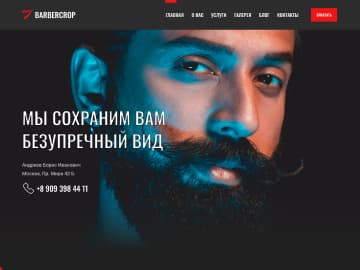 BARBERCROP
ГЛАВНАЯ О НАС УСЛУГИ ГАЛЕРЕЯ БЛОГ КОНТАКТЫ
МЫ СОХРАНИМ ВАМ
БЕЗУПРЕЧНЫЙ ВИД
Андреев Борис Иванович
Москва, Пр. Мира 42 Б
+8 909 398 44 11